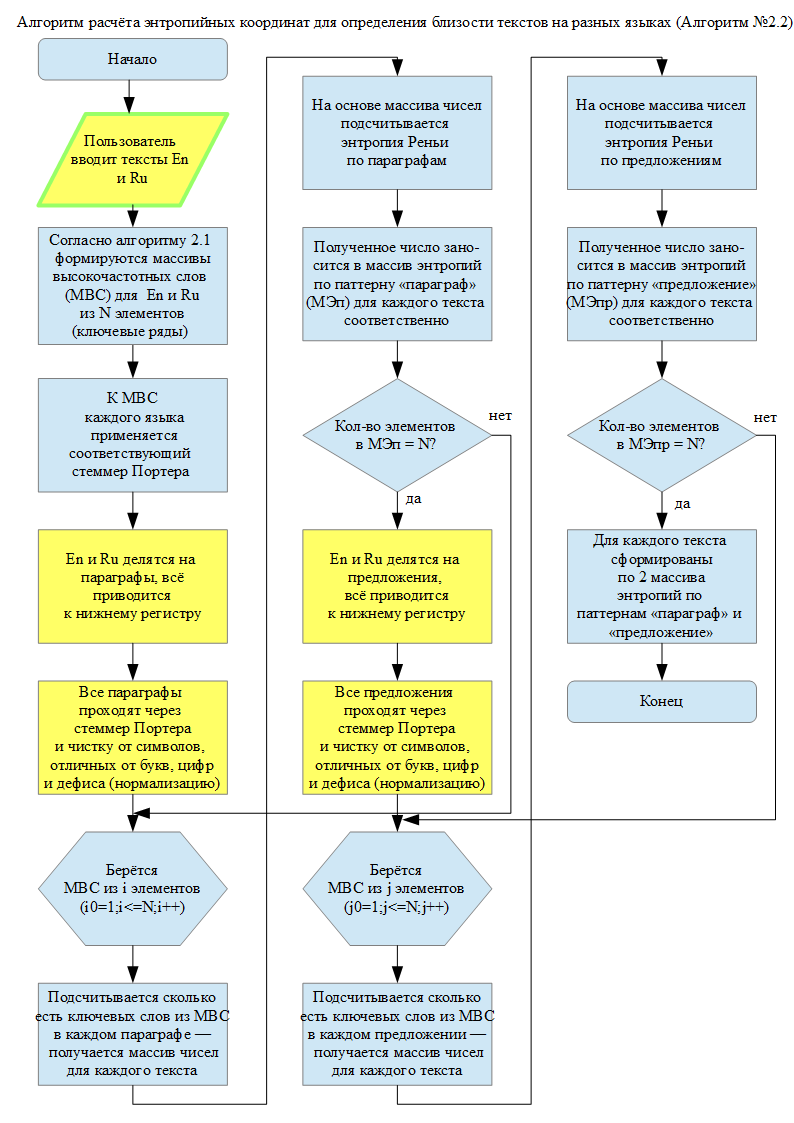 Алгоритм расчёта энтропийных координат для определения близости текстов на разных языках (Алгоритм №2.2)
Начало
Пользователь
вводит тексты En
и Ru
Согласно алгоритму 2.1
формируются массивы
высокочастотных слов
(МВС) для En и Ru
из N элементов
(ключевые ряды)
К МВС
каждого языка
применяется
соответствующий
стеммер Портера
En и Ru делятся на
параграфы, всё
приводится
к нижнему регистру
Все параграфы
проходят через
стеммер Портера
и чистку от символов,
отличных от букв, цифр
и дефиса (нормализацию)
Берётся
МВС из i элементов
(i0=1;i<=N;i++)
Подсчитывается сколько
есть ключевых слов из МВС
в каждом параграфе —
получается массив чисел
для каждого текста
На основе массива чисел
подсчитывается
энтропия Реньи
по параграфам
Полученное число зано-
сится в массив энтропий
по паттерну «параграф»
(МЭп) для каждого текста
соответственно
Кол-во элементов
в МЭп = N?
нет
да
En и Ru делятся на
предложения,
всё приводится
к нижнему регистру
Все предложения
проходят через
стеммер Портера
и чистку от символов,
отличных от букв, цифр
и дефиса (нормализацию)
Берётся
МВС из j элементов
(j0=1;j<=N;j++)
Подсчитывается сколько
есть ключевых слов из МВС
в каждом предложении —
получается массив чисел
для каждого текста
На основе массива чисел
подсчитывается
энтропия Реньи
по предложениям
Полученное число зано-
сится в массив энтропий
по паттерну «предложение»
(МЭпр) для каждого текста
соответственно
Кол-во элементов
в МЭпр = N?
нет
да
Для каждого текста
сформированы
по 2 массива
энтропий по
паттернам «параграф» и
«предложение»
Конец